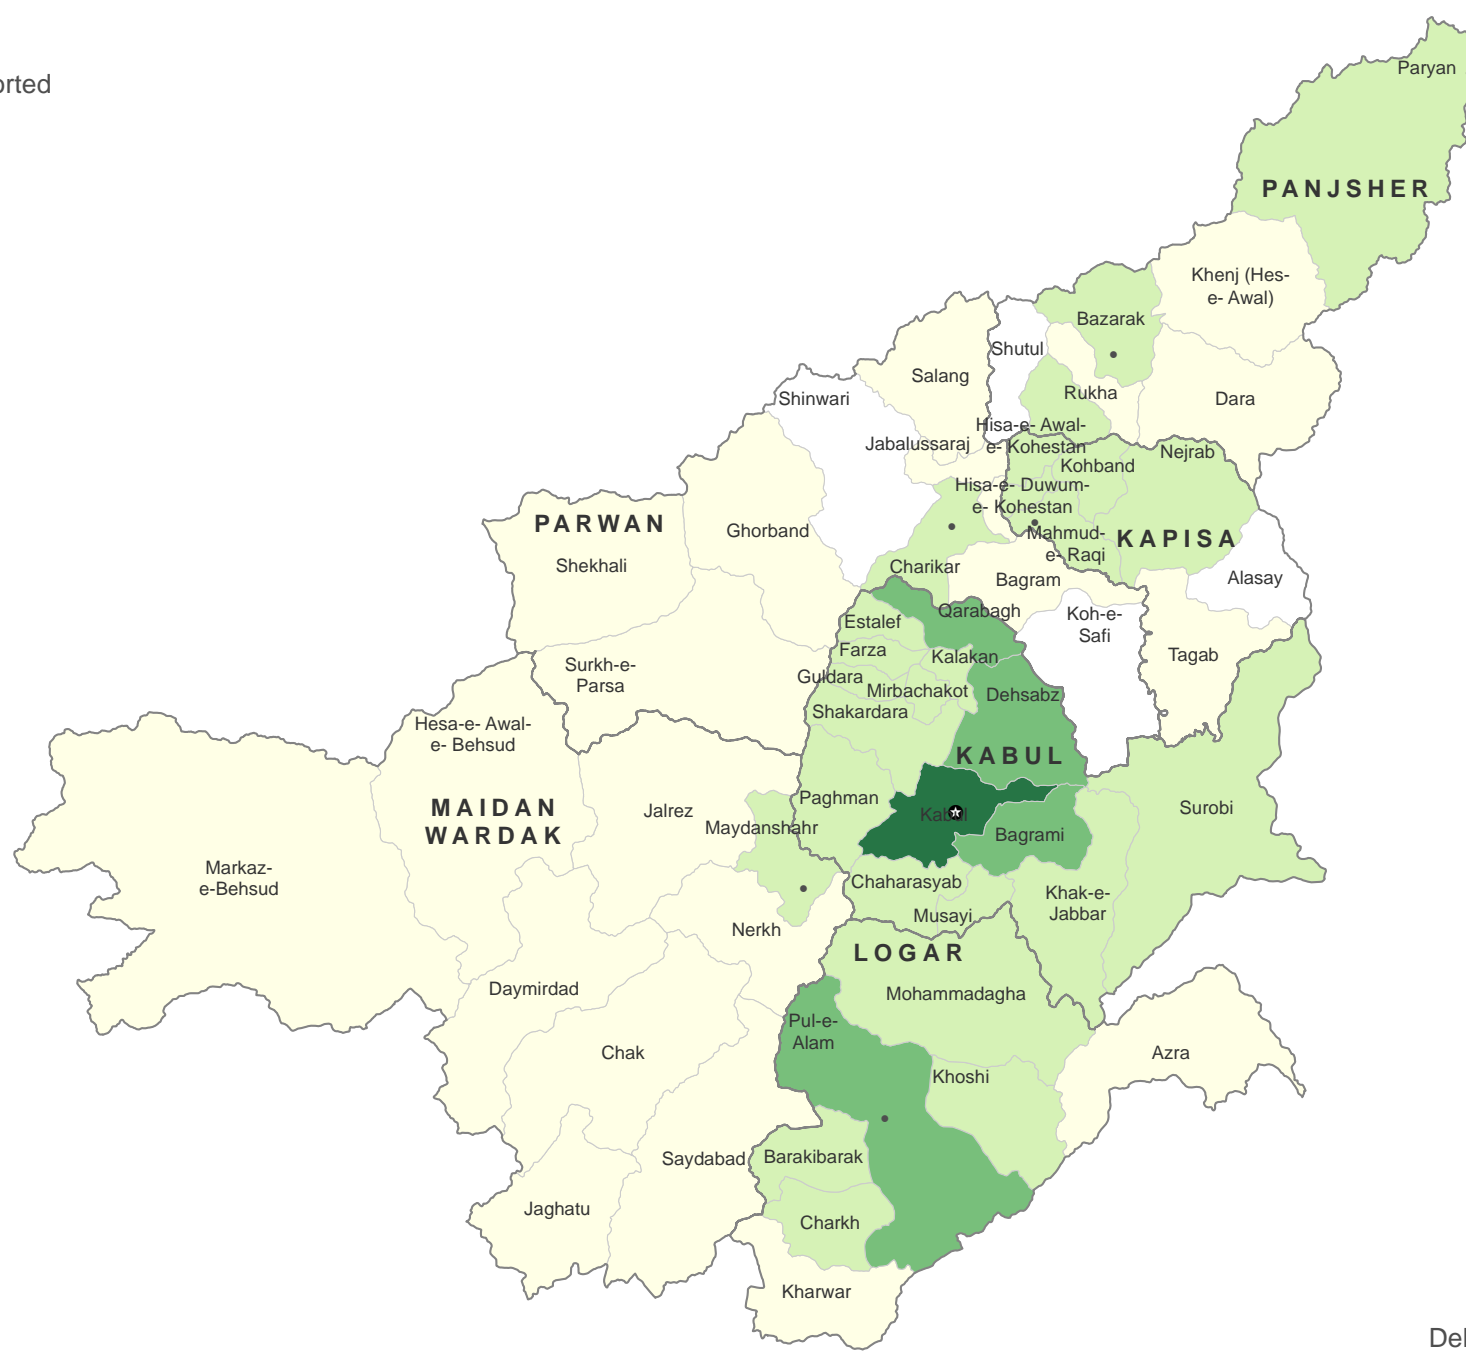 Paryan
orted
PANJSHER
Khenj (Hes-
e- Awal)
Bazarak
Shutul
Salang
Rukha
Dara
Shinwari
Hisa-e- Awal-
e- Kohestan
Jabalussaraj
Nejrab
Kohband
Hisa-e- Duwum-
e- Kohestan
PARWAN
Ghorband
Mahmud-
e- Raqi
KAPISA
Shekhali
Charikar
Bagram
Alasay
Qarabagh
Koh-e-
Safi
Estalef
Farza
Kalakan
Tagab
Surkh-e-
Parsa
Guldara
Mirbachakot
Dehsabz
Shakardara
Hesa-e- Awal-
e- Behsud
KABUL
MAIDAN
WARDAK
Jalrez
Paghman
Surobi
Kabul
Maydanshahr
Bagrami
Markaz-
e-Behsud
Chaharasyab
Khak-e-
Jabbar
Musayi
Nerkh
LOGAR
Daymirdad
Mohammadagha
Pul-e-
Alam
Chak
Azra
Khoshi
Saydabad
Barakibarak
Jaghatu
Charkh
Kharwar
Del